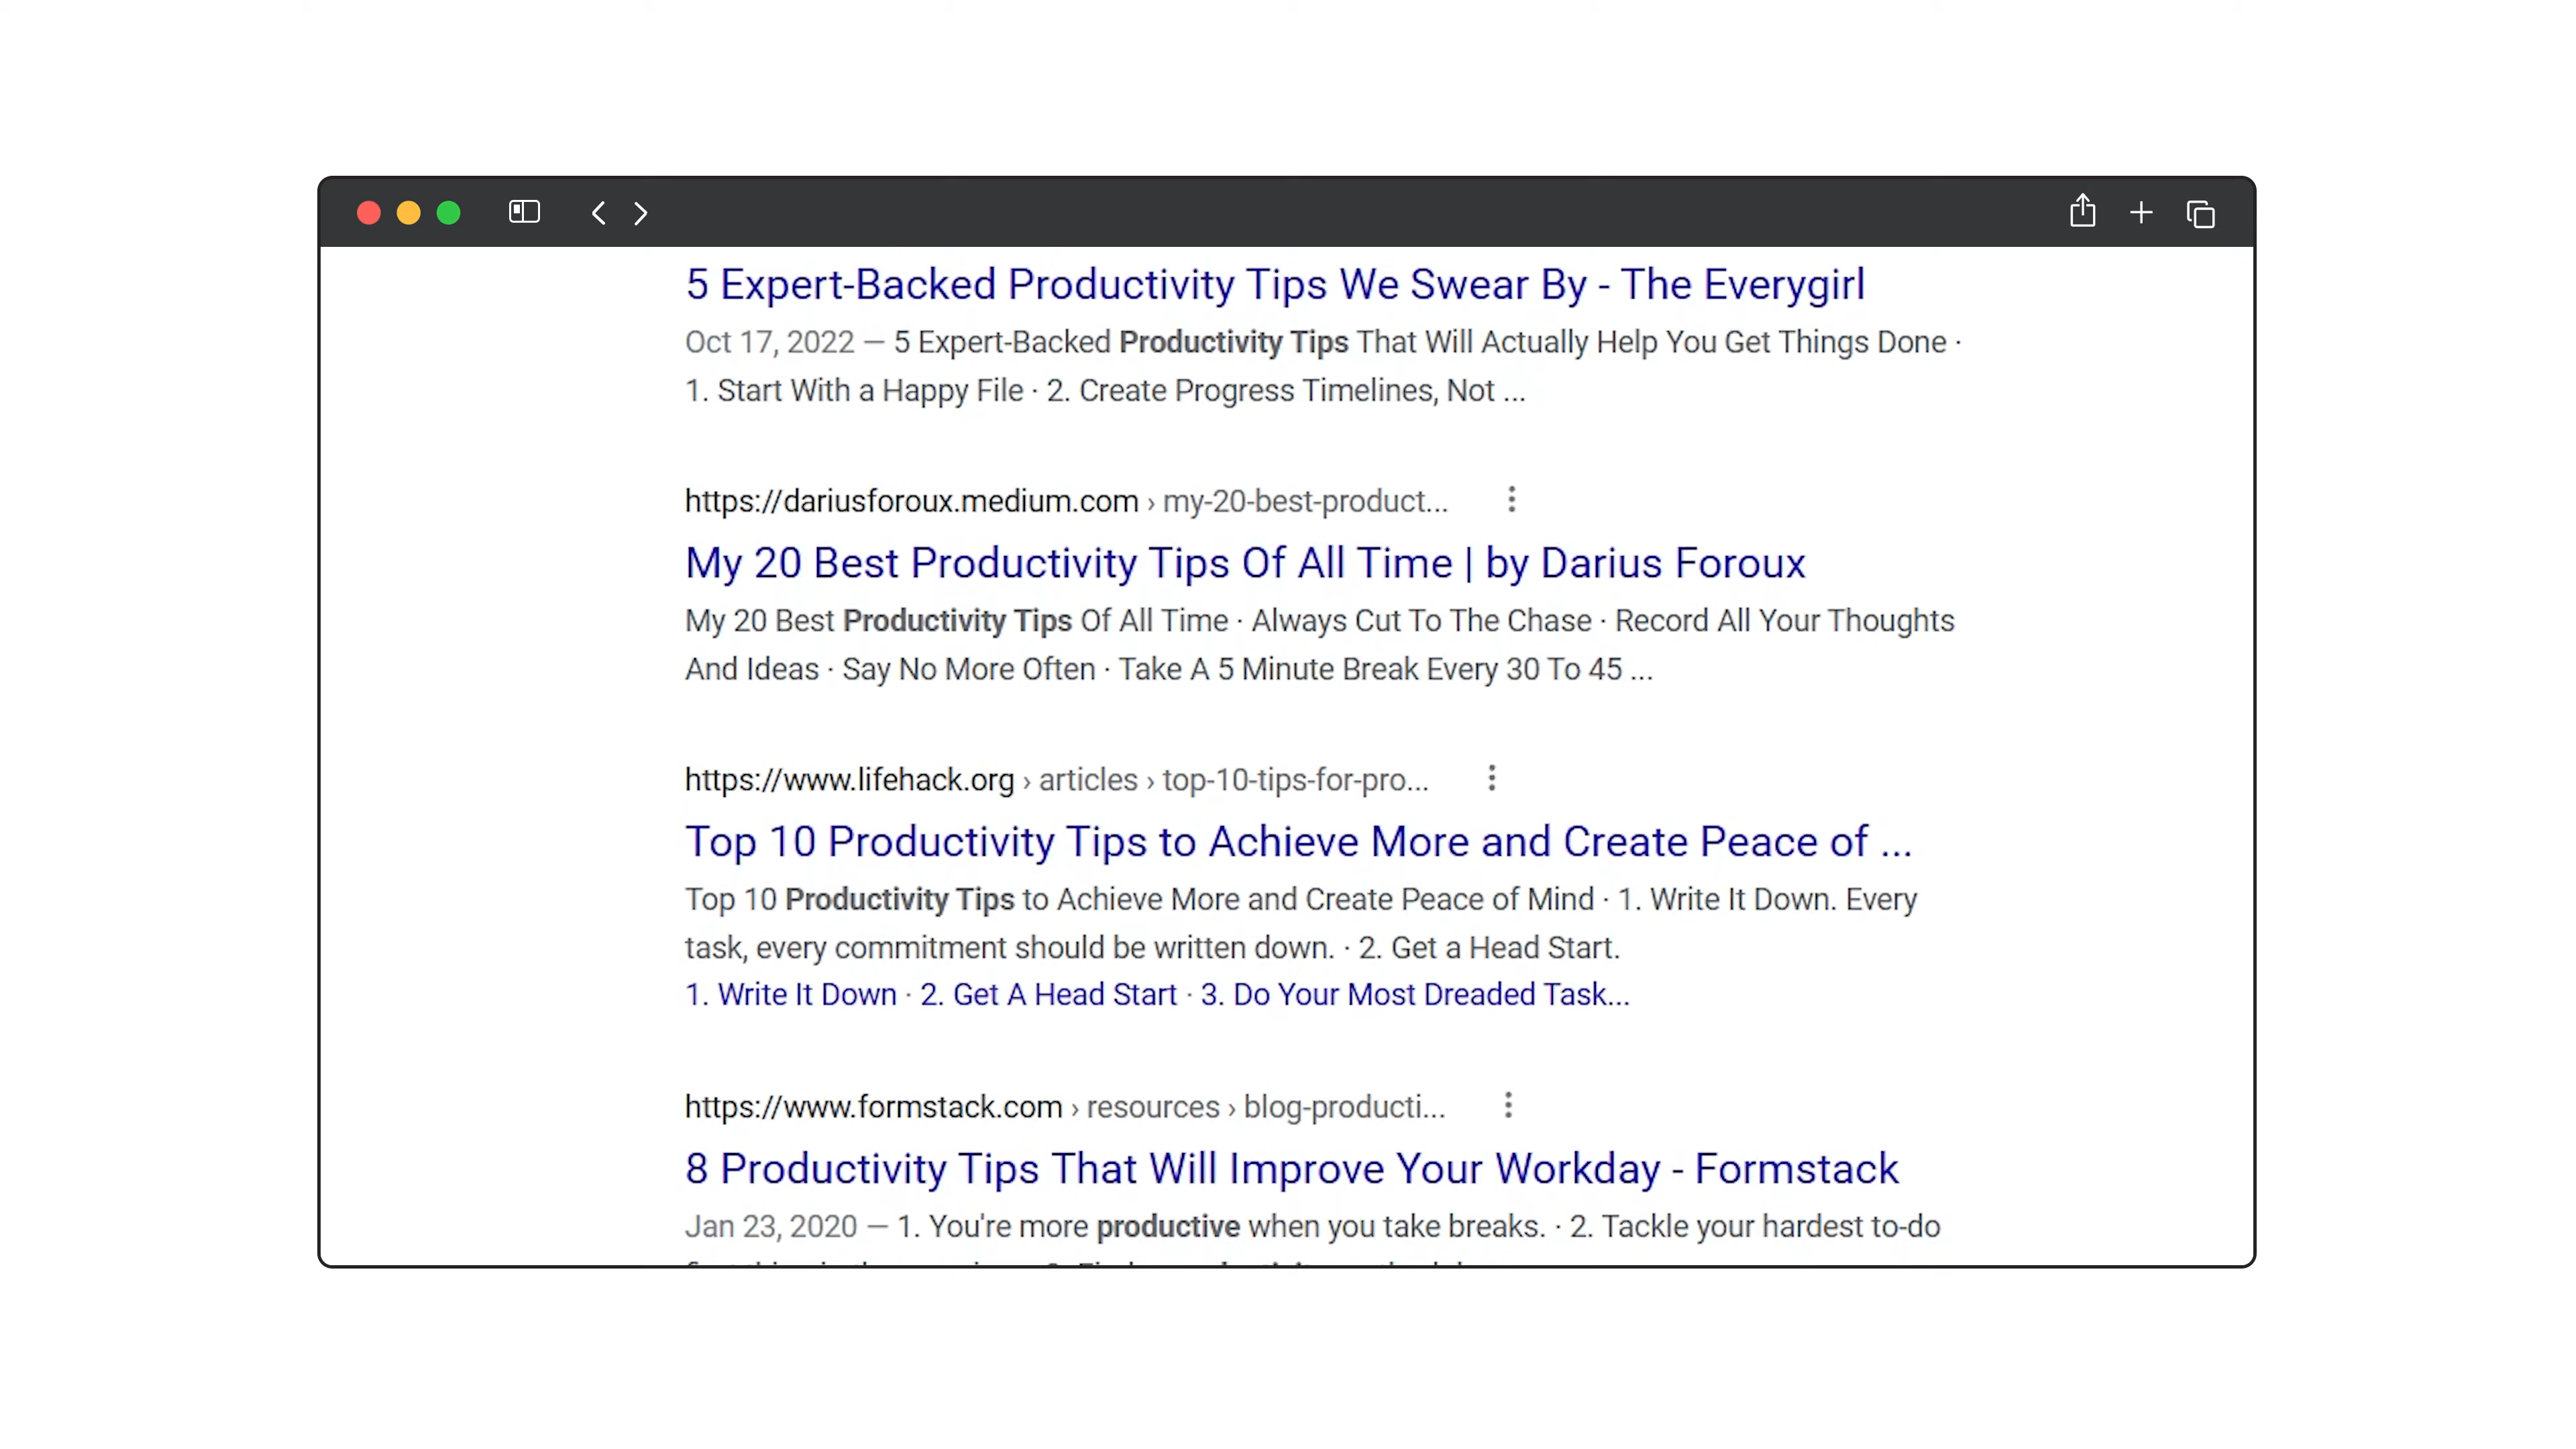 5 Expert-Backed Productivity Tips We Swear By - The Everygirl
Oct 17, 2022 — 5 Expert-Backed Productivity Tips That Will Actually Help You Get Things Done ·
1. Start With a Happy File · 2. Create Progress Timelines, Not ...
https://dariusforoux.medium.com › my-20-best-product...
My 20 Best Productivity Tips Of All Time | by Darius Foroux
My 20 Best Productivity Tips Of All Time · Always Cut To The Chase · Record All Your Thoughts
And Ideas · Say No More Often · Take A 5 Minute Break Every 30 To 45 ...
https://www.lifehack.org › articles › top-10-tips-for-pro...
Top 10 Productivity Tips to Achieve More and Create Peace of ...
Top 10 Productivity Tips to Achieve More and Create Peace of Mind · 1. Write It Down. Every
task, every commitment should be written down. · 2. Get a Head Start.
1. Write It Down · 2. Get A Head Start · 3. Do Your Most Dreaded Task...
https://www.formstack.com › resources › blog-producti...
8 Productivity Tips That Will Improve Your Workday - Formstack
Jan 23, 2020 — 1. You're more productive when you take breaks. · 2. Tackle your hardest to-do